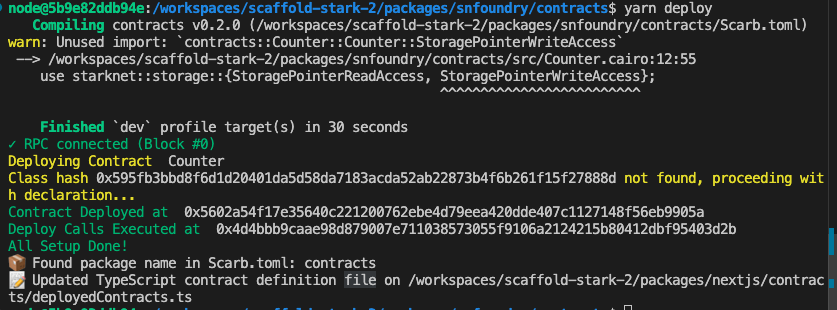 node@5b9e82ddb94e:/workspaces/scaffold-stark-2/packages/snfoundry/contracts$ yarn deploy
Compiling contracts v0.2.0 (/workspaces/scaffold-stark-2/packages/snfoundry/contracts/Scarb.toml)
warn: Unused import: `contracts::Counter::Counter::StoragePointerWriteAccess`
--> /workspaces/scaffold-stark-2/packages/snfoundry/contracts/src/Counter.cairo:12:55
use starknet::storage::{StoragePointerReadAccess, StoragePointerWriteAccess};
^^^^^^^^^^^^^^^^^^^^^^^^^
Finished `dev` profile target(s) in 30 seconds
✓ RPC connected (Block #0)
Deploying Contract Counter
Class hash 0x595fb3bbd8f6d1d20401da5d58da7183acda52ab22873b4f6b261f15f27888d not found, proceeding wit
h declaration...
Contract Deployed at 0x5602a54f17e35640c221200762ebe4d79eea420dde407c1127148f56eb9905a
Deploy Calls Executed at 0x4d4bbb9caae98d879007e711038573055f9106a2124215b80412dbf95403d2b
All Setup Done!
📦 Found package name in Scarb.toml: contracts
📝 Updated TypeScript contract definition file on /workspaces/scaffold-stark-2/packages/nextjs/contrac
ts/deployedContracts.ts